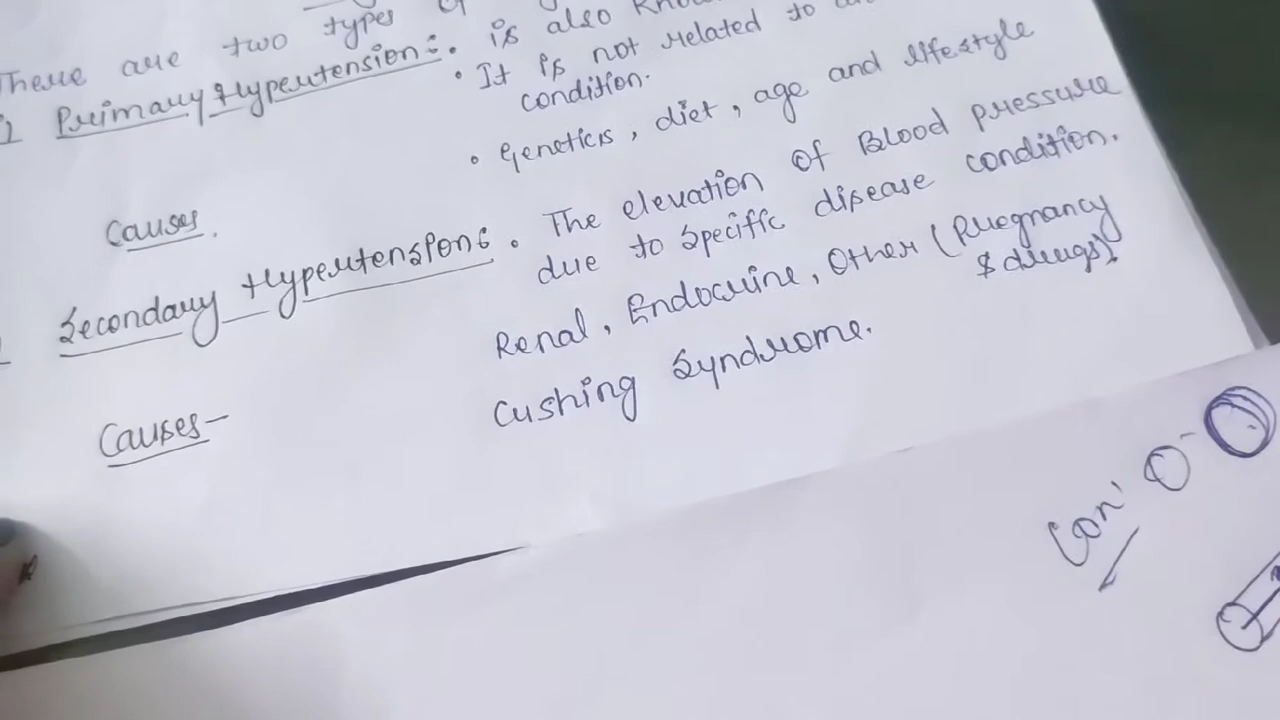 There are two types
1 Primary Hypertension:. is also
• It is not related to
condition.
Causes. • Genetics, diet, age and lifestyle
Secondary Hypertension: • The elevation of Blood pressure
due to specific disease condition.
Causes- Renal, Endocrine, Other (Pregnancy
& drugs),
Cushing Syndrome.
Con'